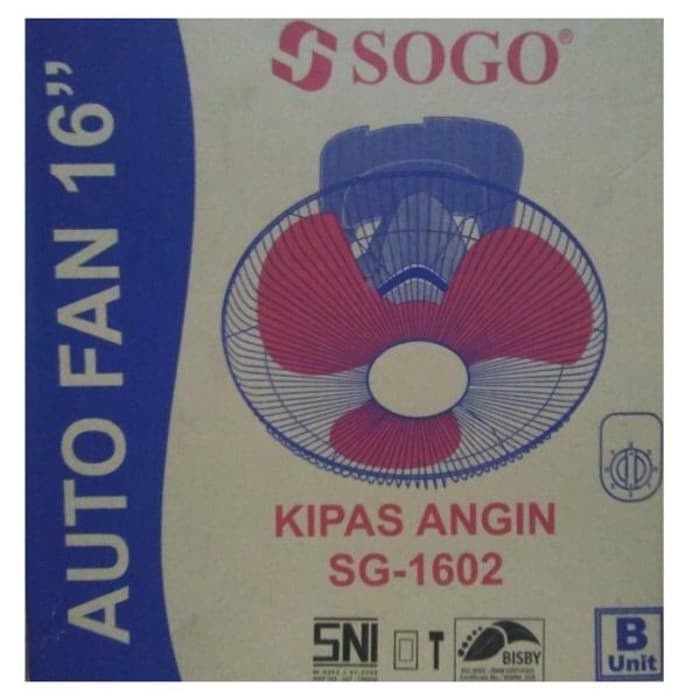 SOGO®
AUTO FAN 16”
KIPAS ANGIN
SG-1602
SNI
BISBY
B
Unit